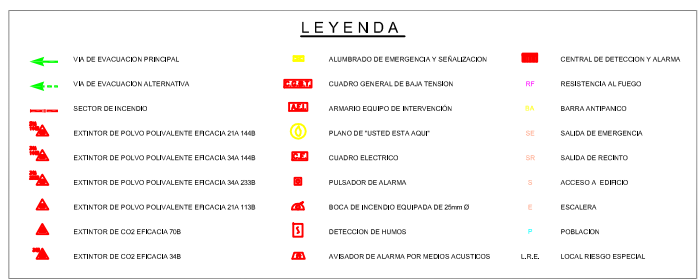 LEYENDA
VIA DE EVACUACION PRINCIPAL
VIA DE EVACUACION ALTERNATIVA
SECTOR DE INCENDIO
EXTINTOR DE POLVO POLIVALENTE EFICACIA 21A 144B
EXTINTOR DE POLVO POLIVALENTE EFICACIA 34A 144B
EXTINTOR DE POLVO POLIVALENTE EFICACIA 34A 233B
EXTINTOR DE POLVO POLIVALENTE EFICACIA 21A 113B
EXTINTOR DE CO2 EFICACIA 70B
EXTINTOR DE CO2 EFICACIA 34B
ALUMBRADO DE EMERGENCIA Y SEÑALIZACION
C.G.B.T. CUADRO GENERAL DE BAJA TENSION
A.E.I. ARMARIO EQUIPO DE INTERVENCIÓN
PLANO DE "USTED ESTA AQUI"
C.E. CUADRO ELECTRICO
PULSADOR DE ALARMA
BOCA DE INCENDIO EQUIPADA DE 25mm Ø
DETECCION DE HUMOS
AVISADOR DE ALARMA POR MEDIOS ACUSTICOS
CENTRAL DE DETECCION Y ALARMA
RF RESISTENCIA AL FUEGO
BA BARRA ANTIPANICO
SE SALIDA DE EMERGENCIA
SR SALIDA DE RECINTO
S ACCESO A EDIFICIO
E ESCALERA
P POBLACION
L.R.E. LOCAL RIESGO ESPECIAL